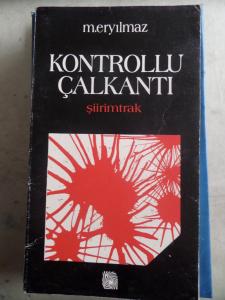 m.eryılmaz
KONTROLLU
ÇALKANTI
şiirimtrak